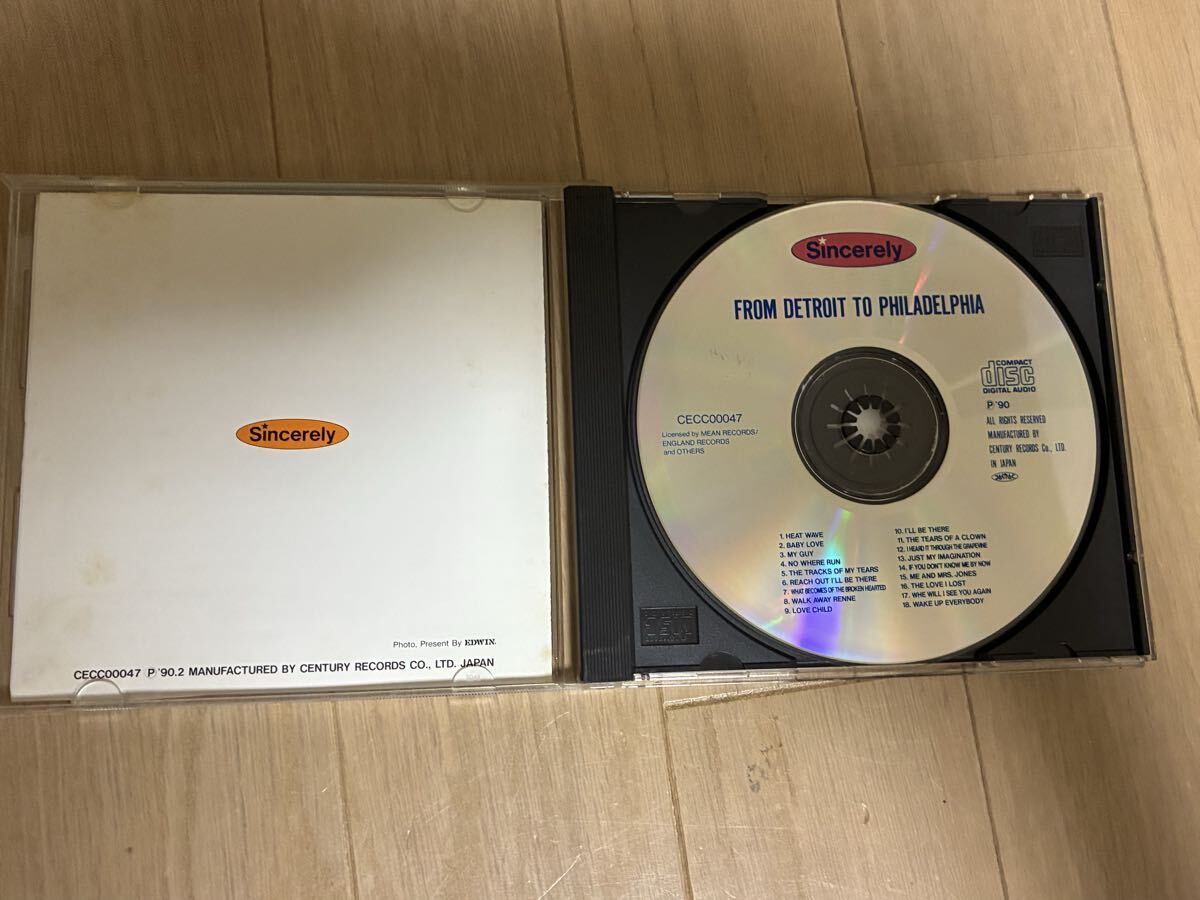 Sincerely
Photo, Present By EDWIN.
CECC00047 Ⓟ'90.2 MANUFACTURED BY CENTURY RECORDS CO., LTD. JAPAN
Sincerely
FROM DETROIT TO PHILADELPHIA
COMPACT
disc
DIGITAL AUDIO
Ⓟ'90
ALL RIGHTS RESERVED
MANUFACTURED BY
CENTURY RECORDS Co., LTD.
IN JAPAN
CECC00047
Licensed by MEAN RECORDS/
ENGLAND RECORDS
and OTHERS
1. HEAT WAVE
2. BABY LOVE
3. MY GUY
4. NO WHERE RUN
5. THE TRACKS OF MY TEARS
6. REACH OUT I'LL BE THERE
7. WHAT BECOMES OF THE BROKEN HEARTED
8. WALK AWAY RENNE
9. LOVE CHILD
10. I'LL BE THERE
11. THE TEARS OF A CLOWN
12. I HEARD IT THROUGH THE GRAPEVINE
13. JUST MY IMAGINATION
14. IF YOU DON'T KNOW ME BY NOW
15. ME AND MRS. JONES
16. THE LOVE I LOST
17. WHE WILL I SEE YOU AGAIN
18. WAKE UP EVERYBODY